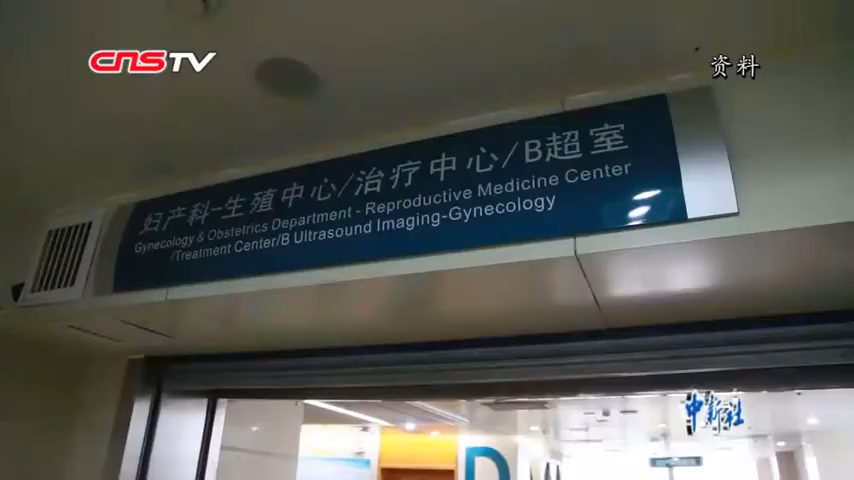 CNSTV
资料
妇产科-生殖中心/治疗中心/B超室
Gynecology & Obstetrics Department - Reproductive Medicine Center
/Treatment Center/B Ultrasound Imaging-Gynecology
中新社
D